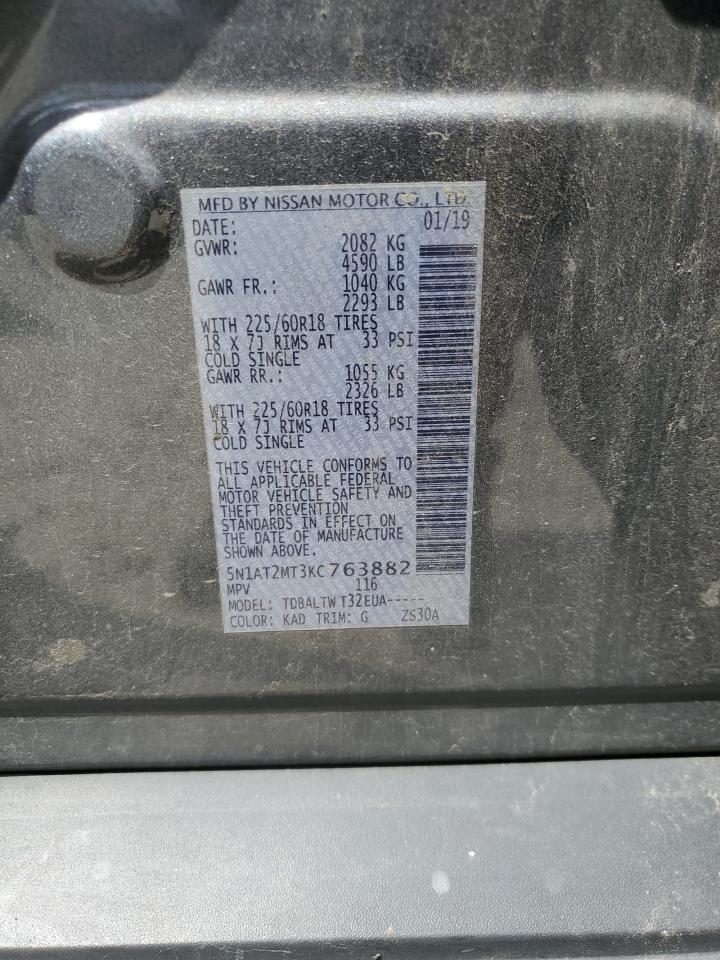 MFD BY NISSAN MOTOR CO., LTD.
DATE: 01/19
GVWR: 2082 KG
4590 LB
GAWR FR.: 1040 KG
2293 LB
WITH 225/60R18 TIRES
18 X 7J RIMS AT 33 PSI
COLD SINGLE
GAWR RR.: 1055 KG
2326 LB
WITH 225/60R18 TIRES
18 X 7J RIMS AT 33 PSI
COLD SINGLE
THIS VEHICLE CONFORMS TO
ALL APPLICABLE FEDERAL
MOTOR VEHICLE SAFETY AND
THEFT PREVENTION
STANDARDS IN EFFECT ON
THE DATE OF MANUFACTURE
SHOWN ABOVE.
5N1AT2MT3KC763882
MPV 116
MODEL: TDBALTW T32EUA-----
COLOR: KAD TRIM: G ZS30A